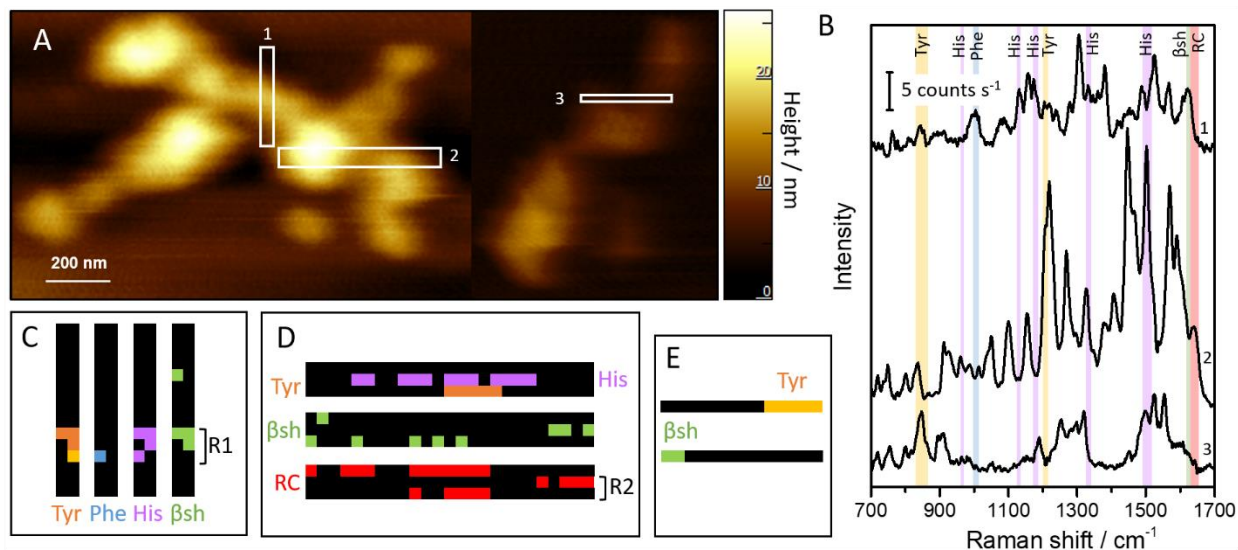 A
1
2
3
200 nm
20
10
0
Height / nm
B
Tyr
His
Phe
His
His
Tyr
His
His
βsh
RC
5 counts s⁻¹
1
2
3
Intensity
700 900 1100 1300 1500 1700
Raman shift / cm⁻¹
C
R1
Tyr Phe His βsh
D
Tyr His
βsh
RC R2
E
Tyr
βsh